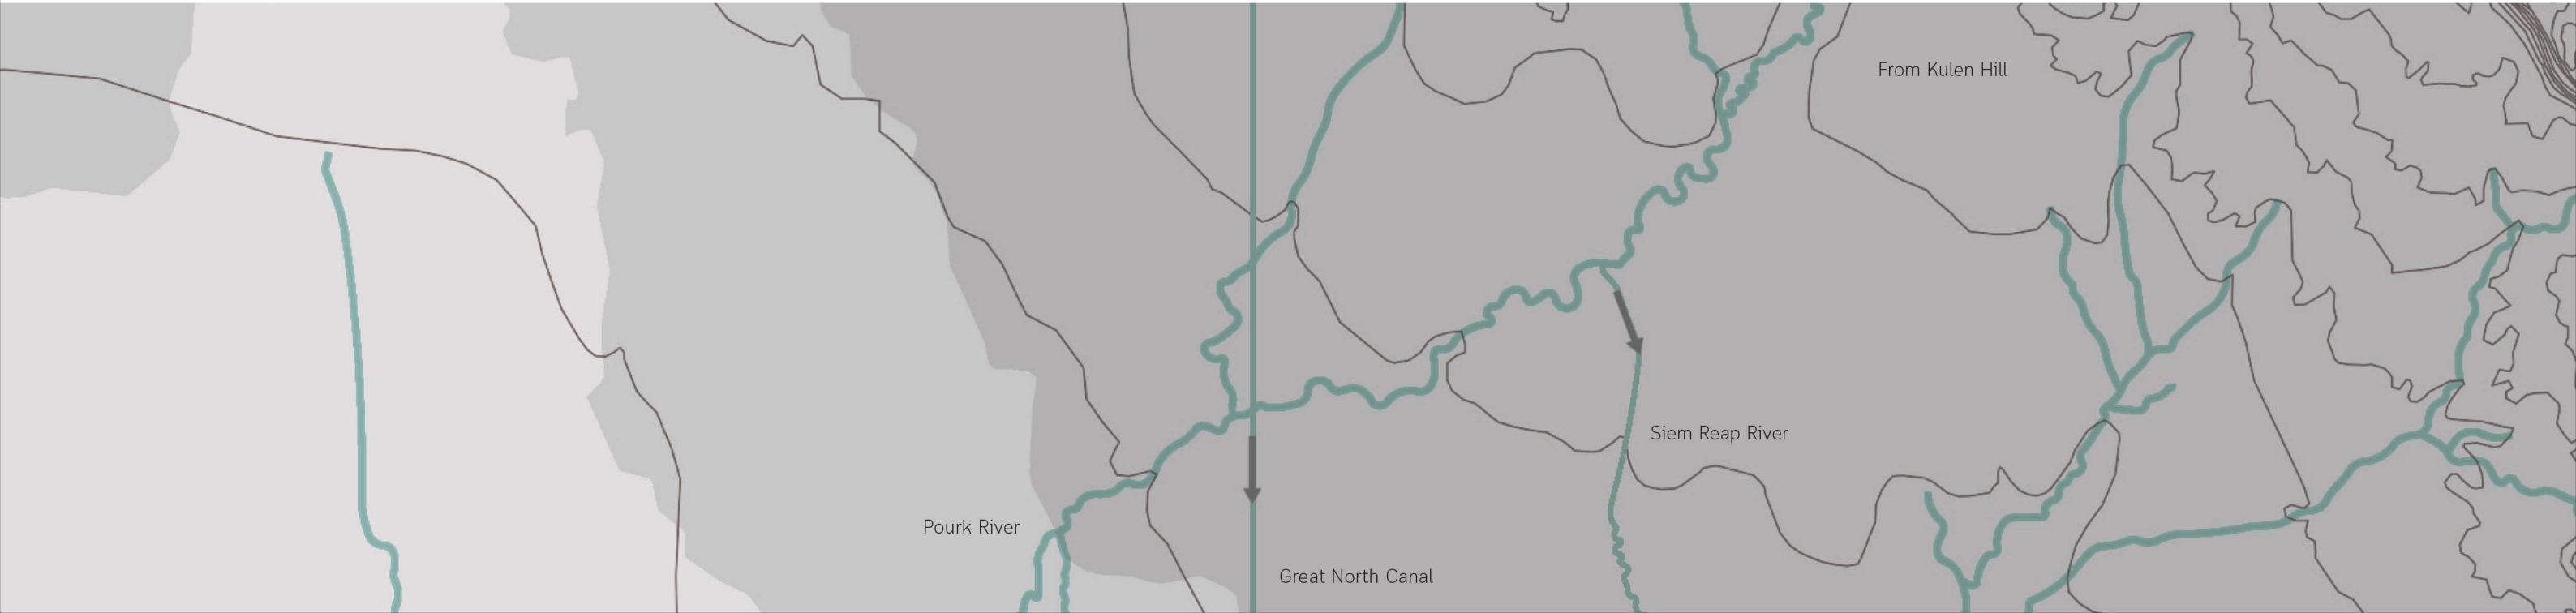 From Kulen Hill
Siem Reap River
Pourk River
Great North Canal